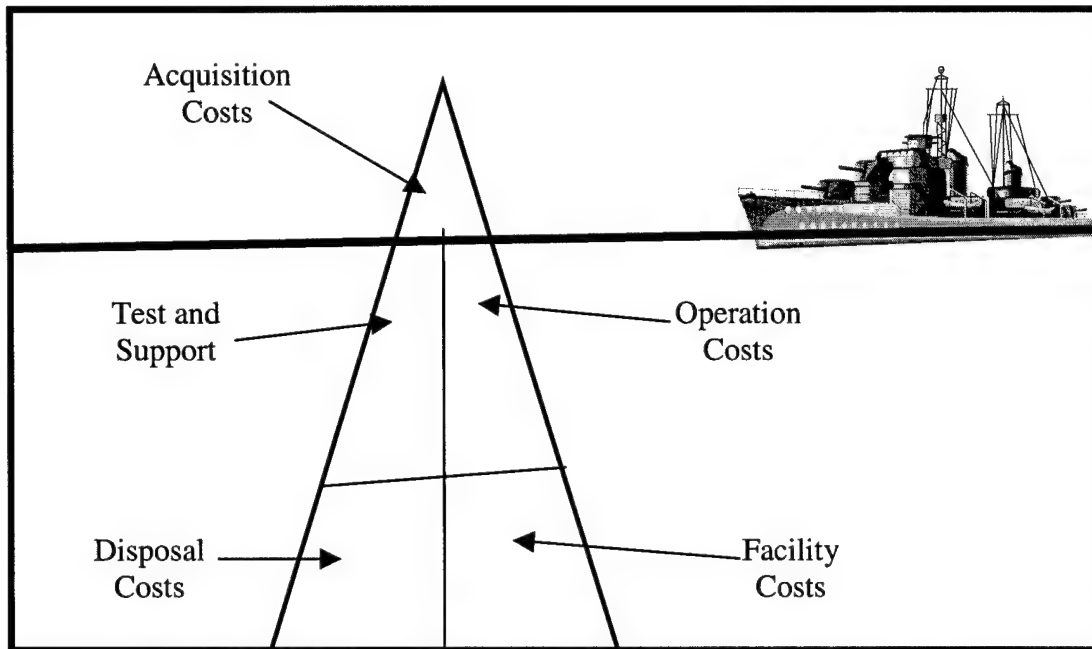 Acquisition
Costs
Test and
Support
Operation
Costs
Disposal
Costs
Facility
Costs